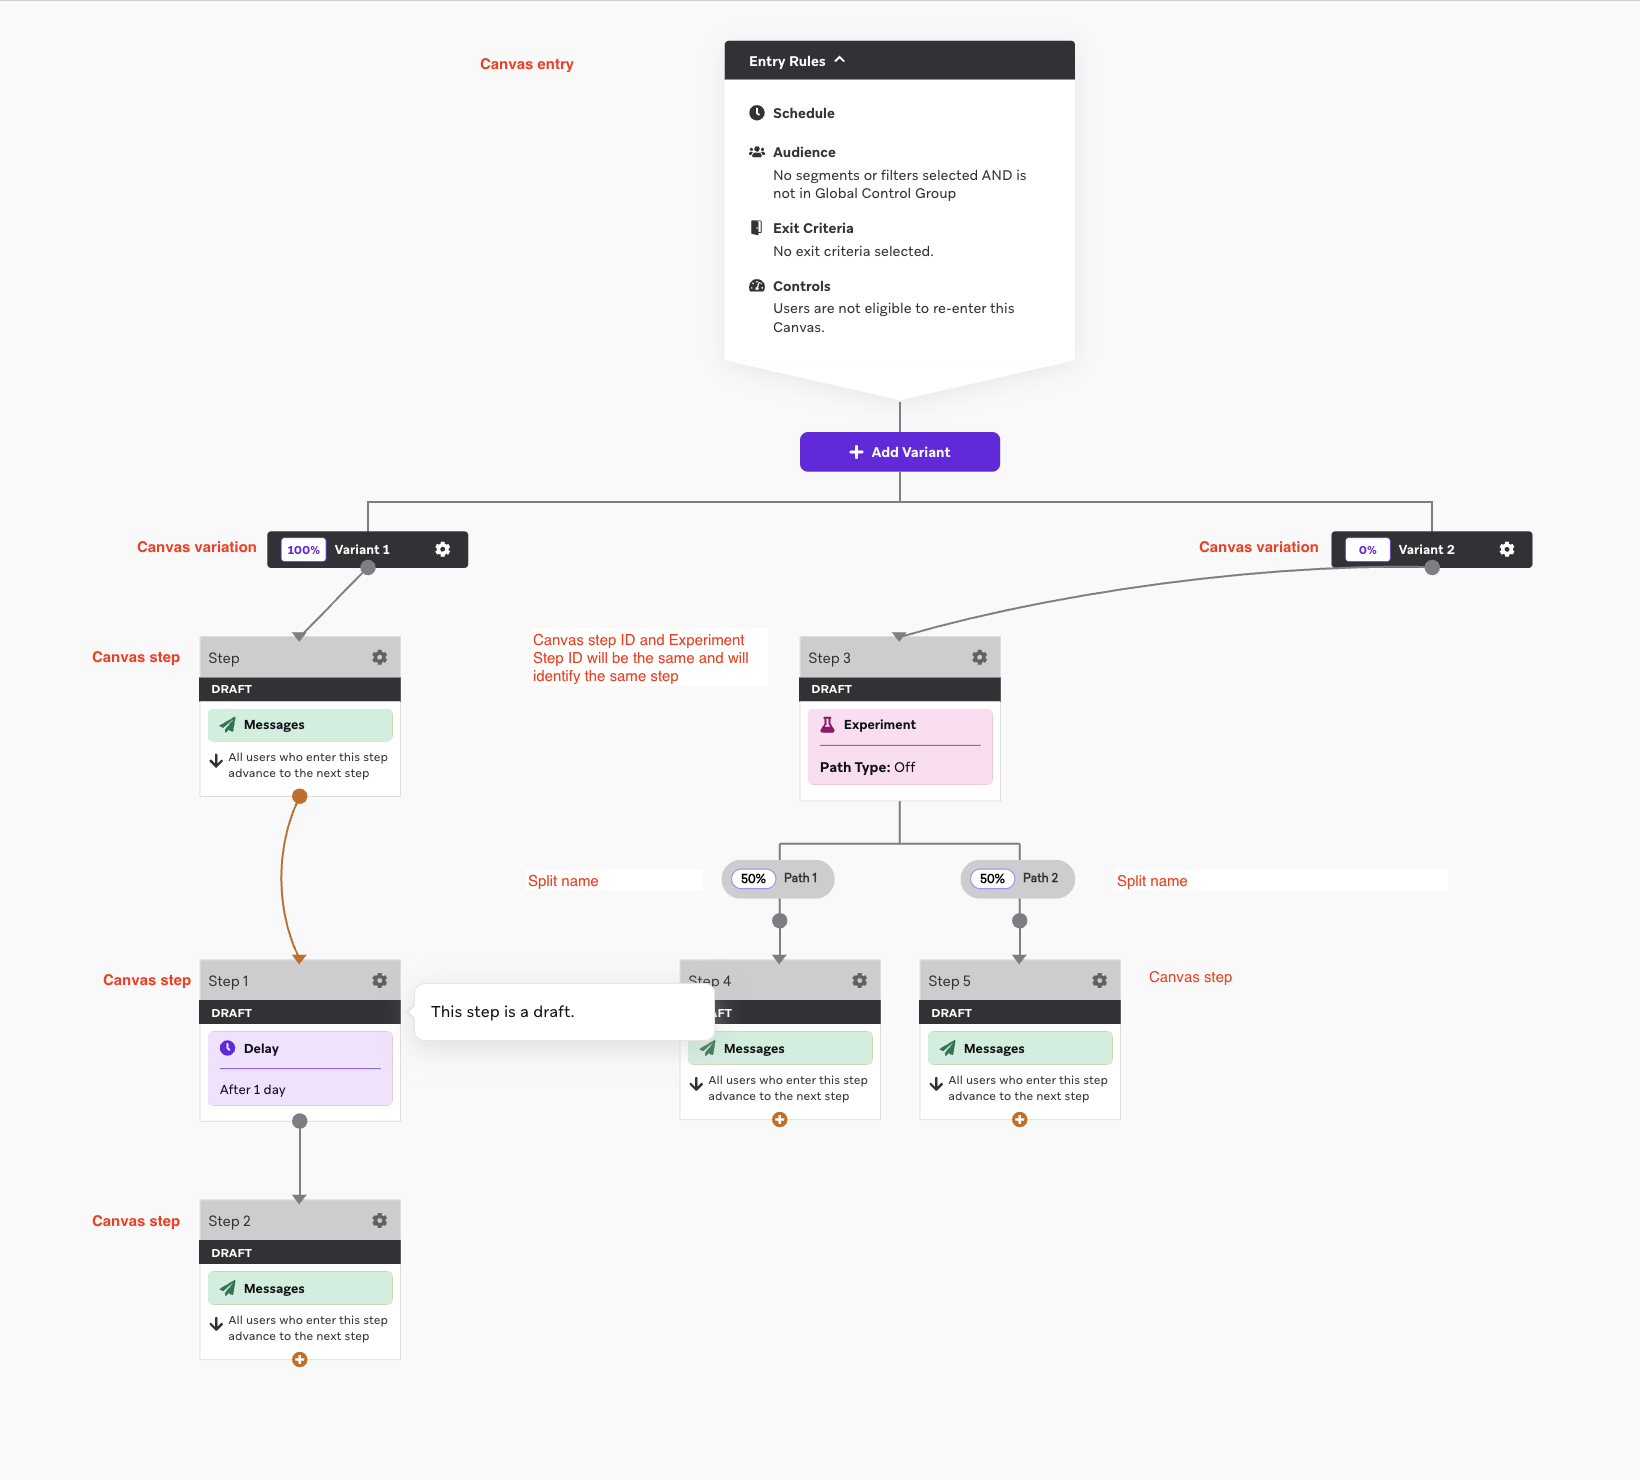 Canvas entry
Entry Rules
Schedule
Audience
No segments or filters selected AND is
not in Global Control Group
Exit Criteria
No exit criteria selected.
Controls
Users are not eligible to re-enter this
Canvas.
Add Variant
Canvas variation
100% Variant 1
Canvas variation
0% Variant 2
Canvas step
Step
DRAFT
Messages
All users who enter this step
advance to the next step
Canvas step ID and Experiment
Step ID will be the same and will
identify the same step
Step 3
DRAFT
Experiment
Path Type: Off
Split name
50% Path 1
50% Path 2
Split name
Canvas step
Step 1
DRAFT
Delay
After 1 day
This step is a draft.
Step 4
AFT
Messages
All users who enter this step
advance to the next step
Step 5
DRAFT
Messages
All users who enter this step
advance to the next step
Canvas step
Canvas step
Step 2
DRAFT
Messages
All users who enter this step
advance to the next step